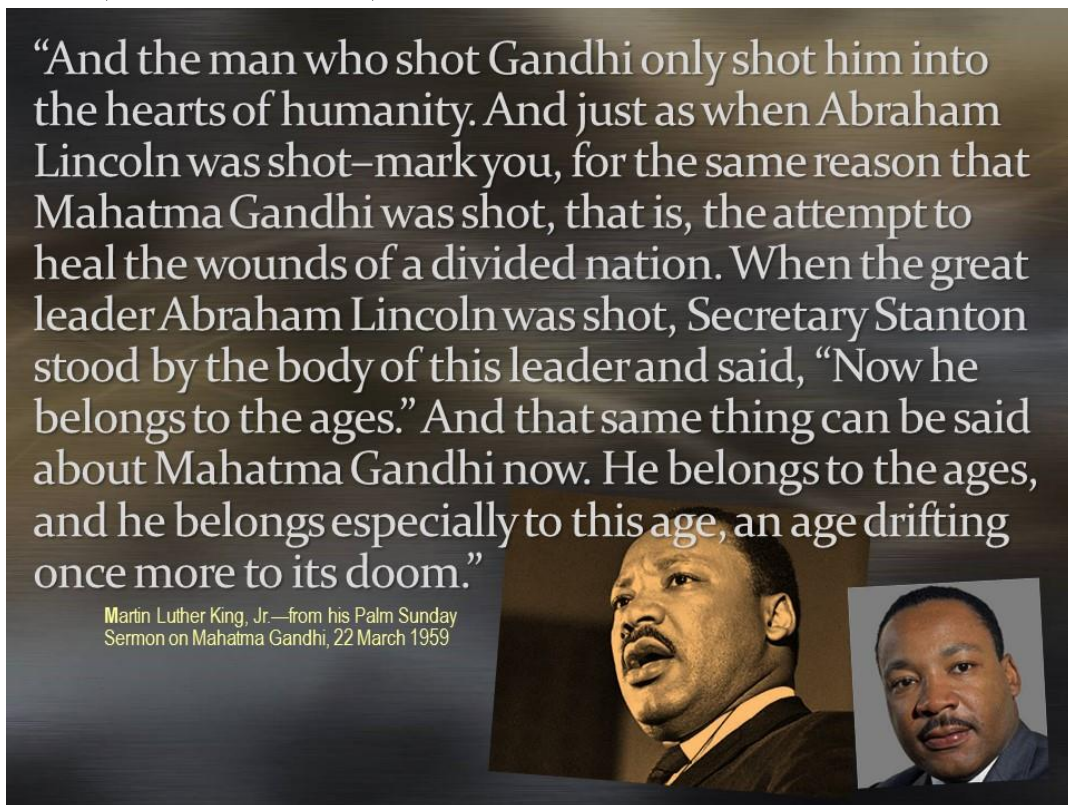 “And the man who shot Gandhi only shot him into
the hearts of humanity. And just as when Abraham
Lincoln was shot–mark you, for the same reason that
Mahatma Gandhi was shot, that is, the attempt to
heal the wounds of a divided nation. When the great
leader Abraham Lincoln was shot, Secretary Stanton
stood by the body of this leader and said, “Now he
belongs to the ages.” And that same thing can be said
about Mahatma Gandhi now. He belongs to the ages,
and he belongs especially to this age, an age drifting
once more to its doom.”
Martin Luther King, Jr.—from his Palm Sunday
Sermon on Mahatma Gandhi, 22 March 1959